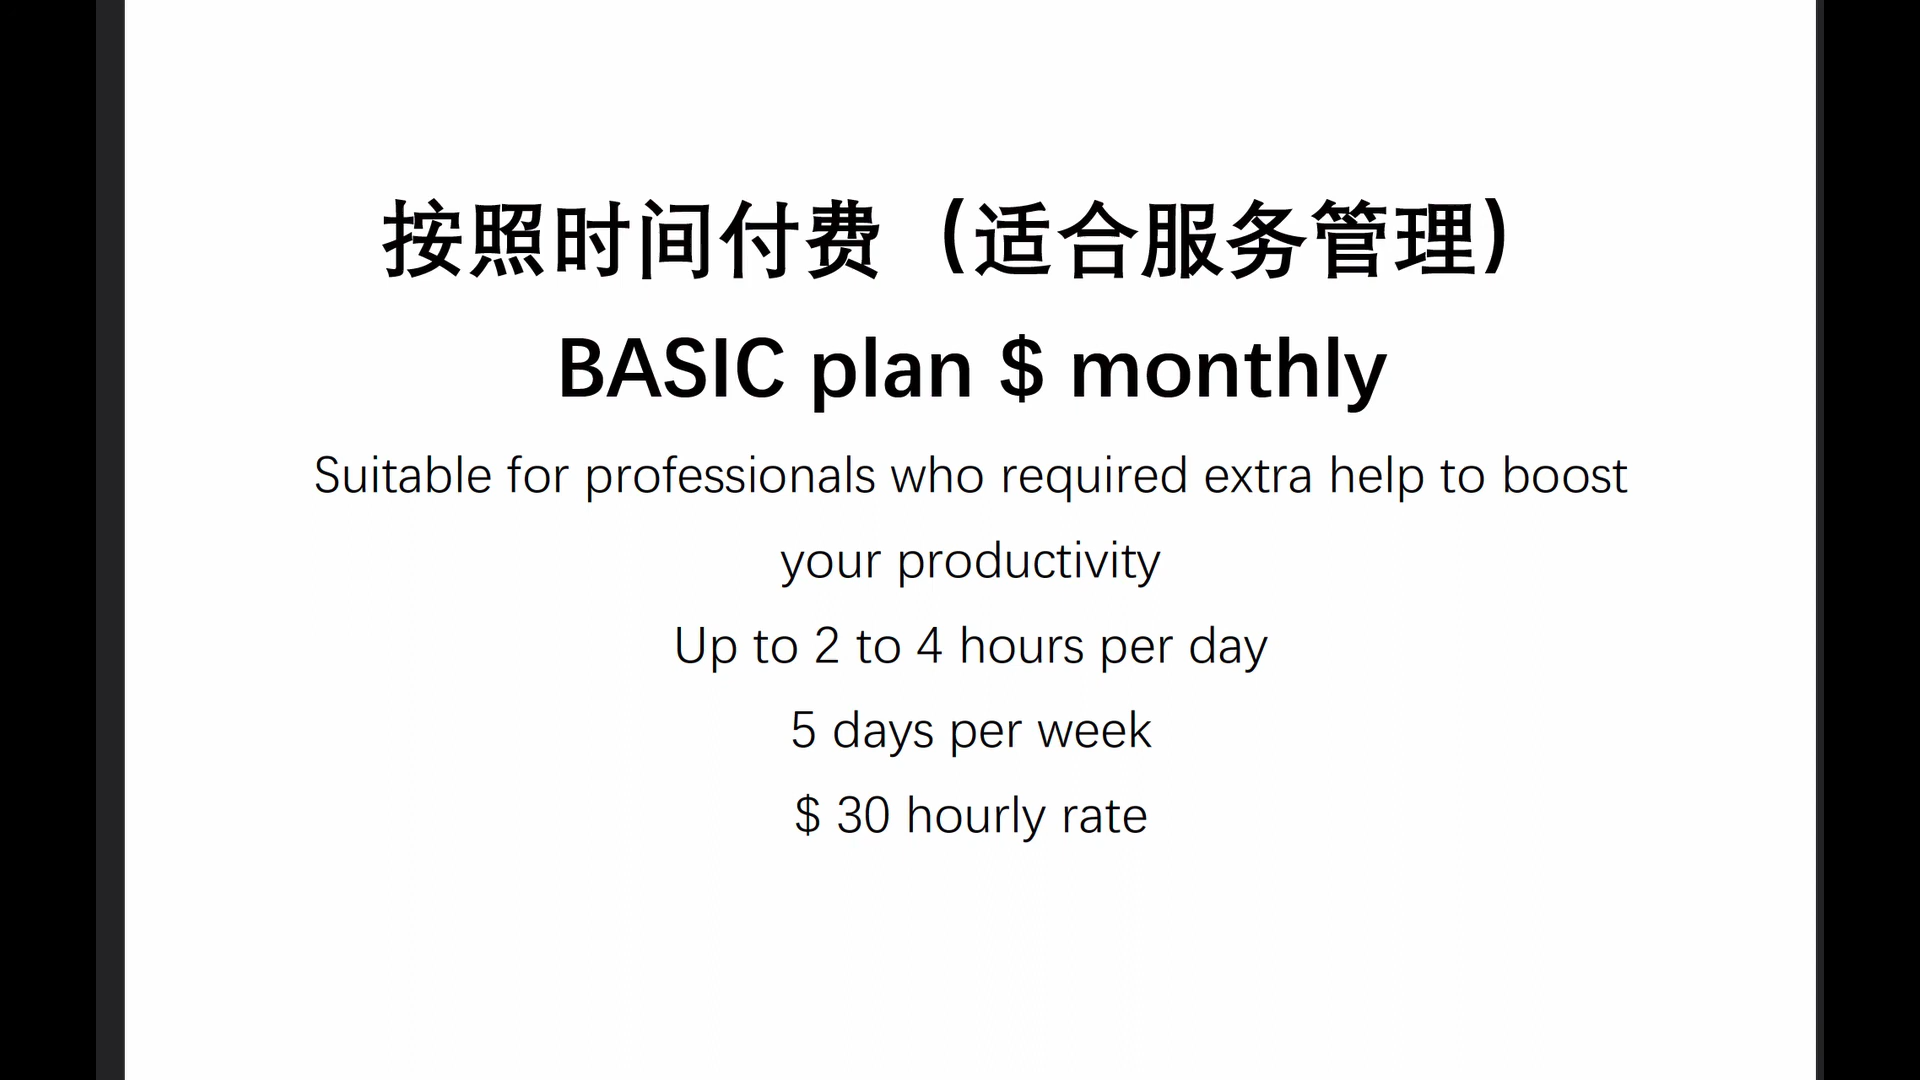 按照时间付费（适合服务管理）
BASIC plan $ monthly
Suitable for professionals who required extra help to boost
your productivity
Up to 2 to 4 hours per day
5 days per week
$ 30 hourly rate